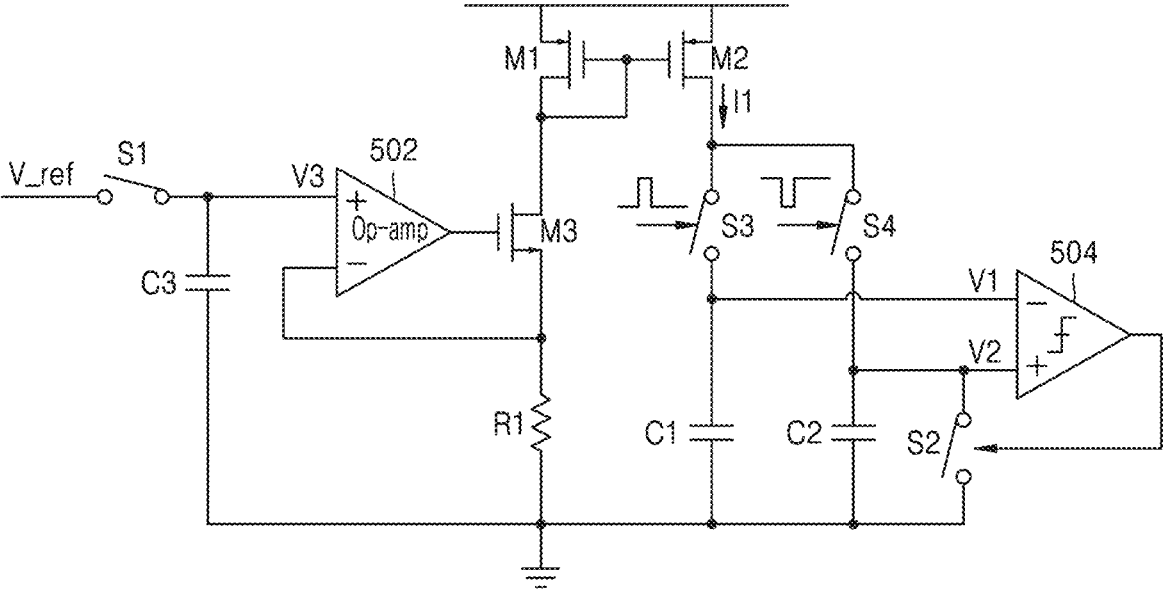 M1
M2
I1
S1
502
V_ref
V3
+
Op-amp
−
M3
S3
S4
C3
504
V1
−
V2
+
R1
C1
C2
S2